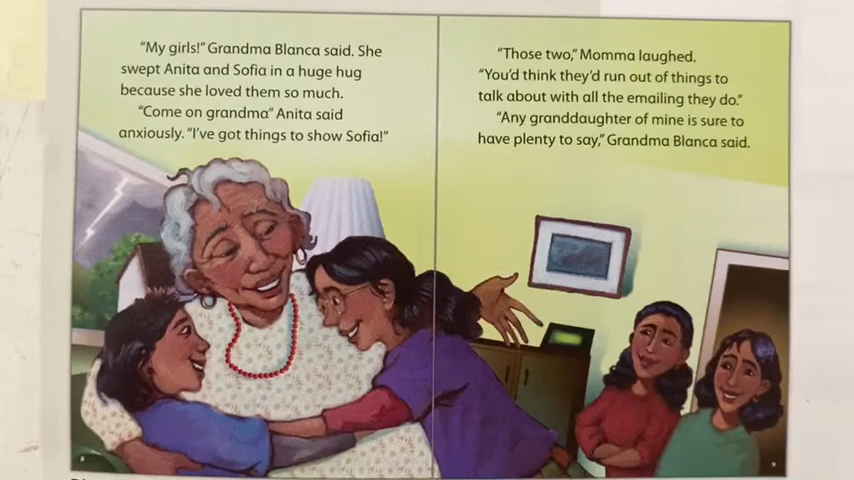 "My girls!" Grandma Blanca said. She
swept Anita and Sofia in a huge hug
because she loved them so much.
"Come on grandma" Anita said
anxiously. "I've got things to show Sofia!"
"Those two," Momma laughed.
"You'd think they'd run out of things to
talk about with all the emailing they do."
"Any granddaughter of mine is sure to
have plenty to say," Grandma Blanca said.
8
9